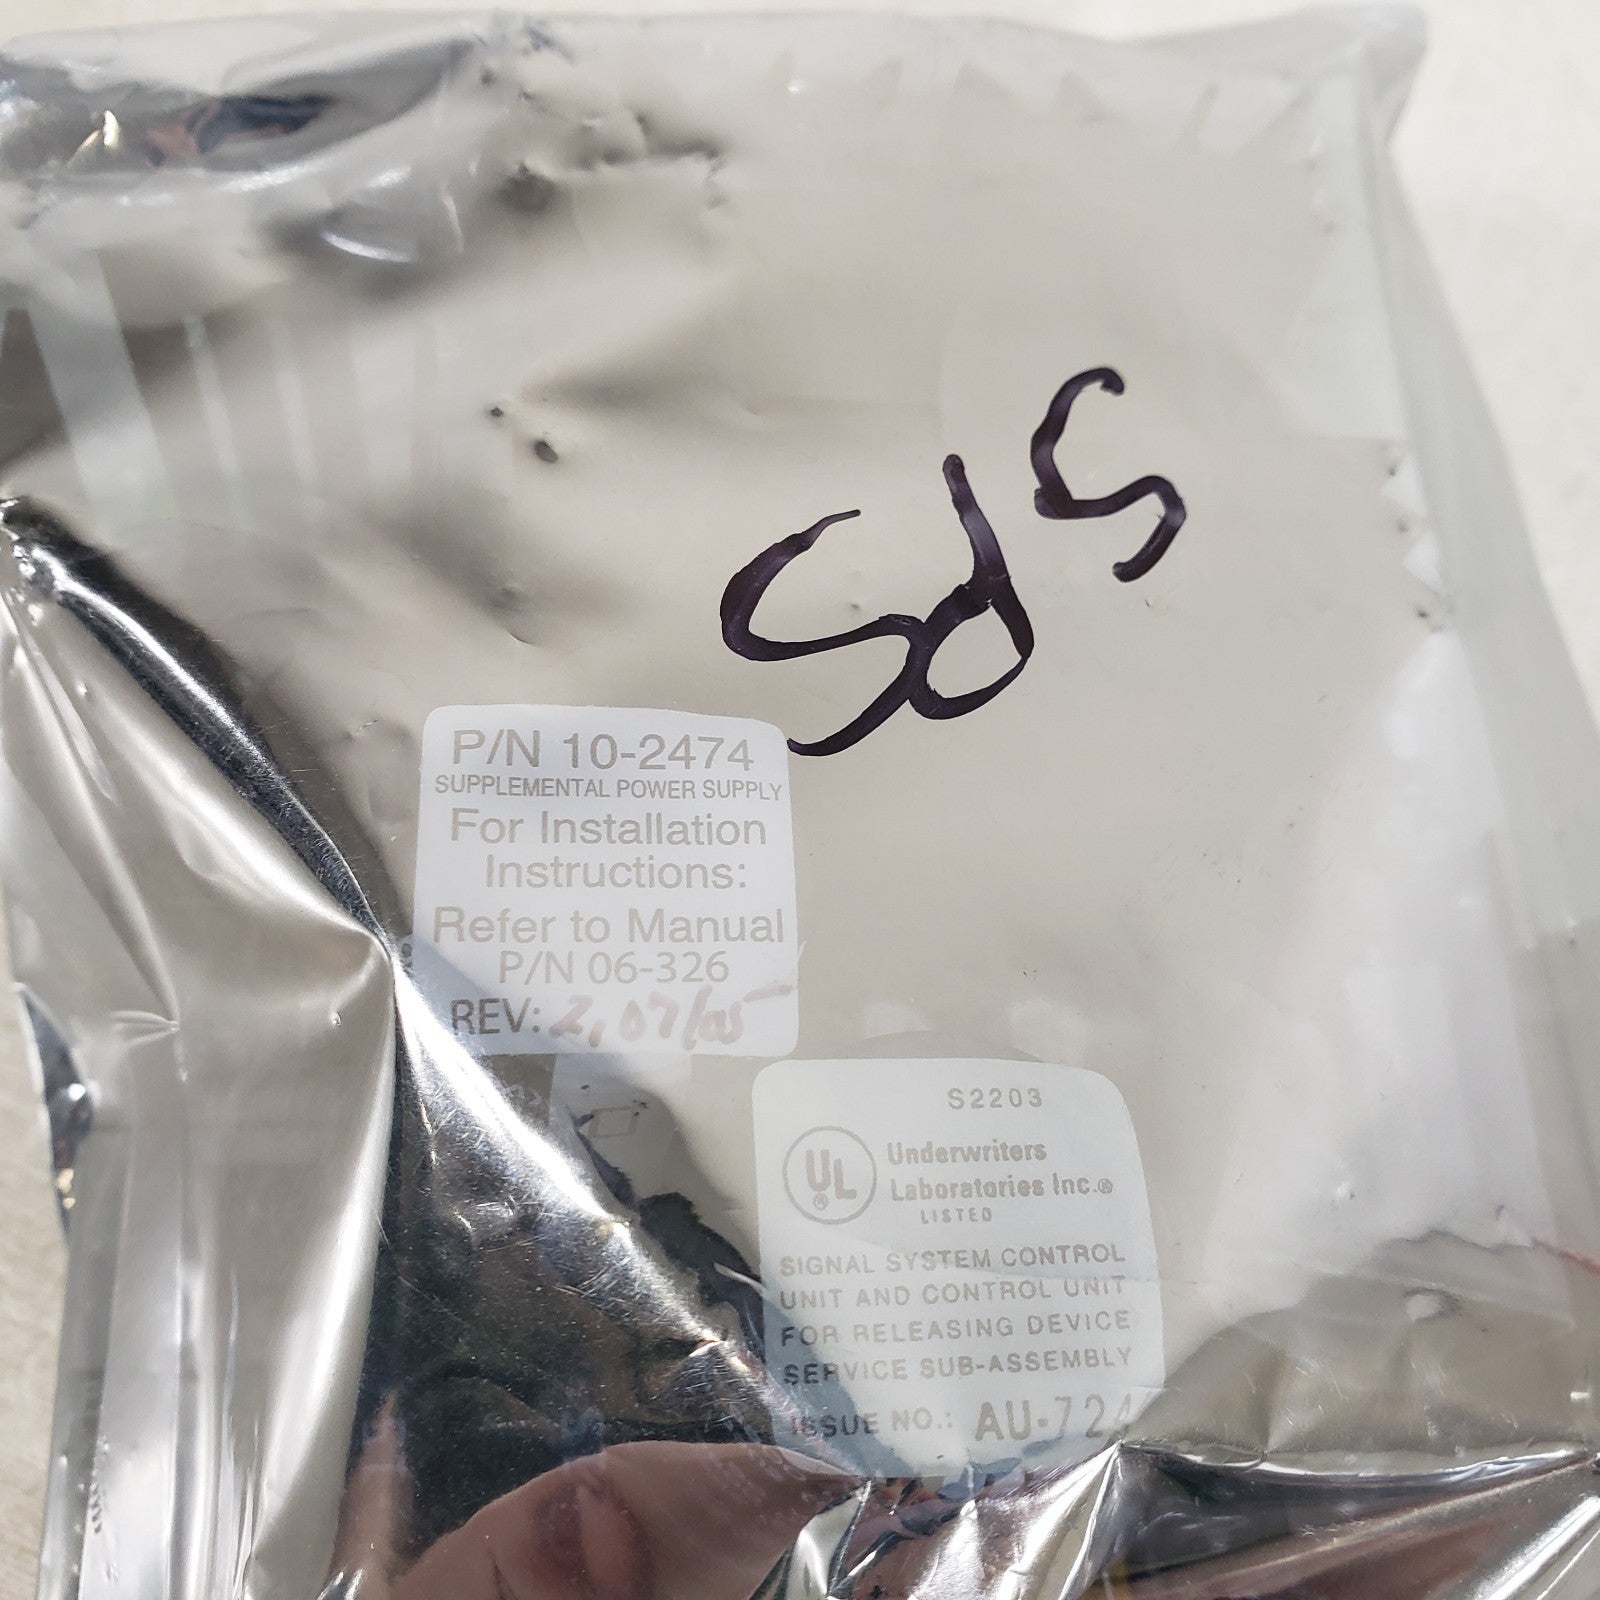 SPS
P/N 10-2474
SUPPLEMENTAL POWER SUPPLY
For Installation
Instructions:
Refer to Manual
P/N 06-326
REV: 2, 07/05
S2203
UL
®
Underwriters
Laboratories Inc.®
LISTED
SIGNAL SYSTEM CONTROL
UNIT AND CONTROL UNIT
FOR RELEASING DEVICE
SERVICE SUB-ASSEMBLY
ISSUE NO.: